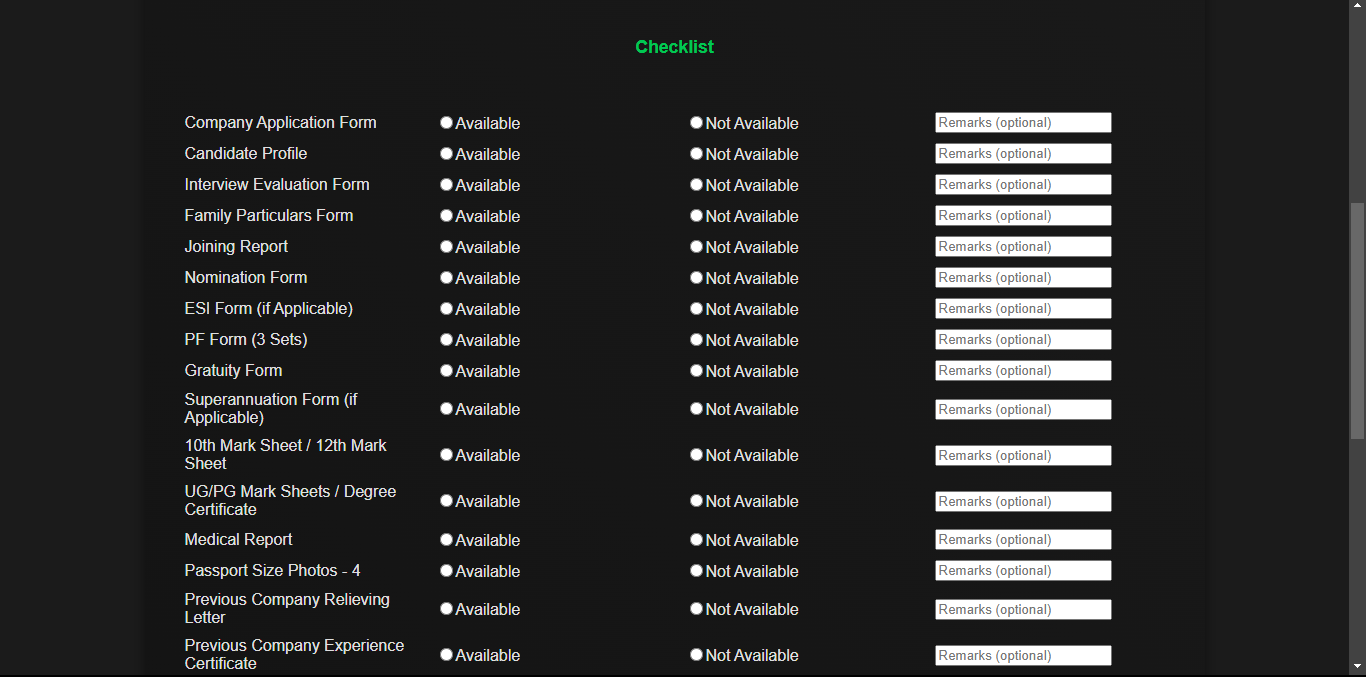 Checklist
Company Application Form Available Not Available Remarks (optional)
Candidate Profile Available Not Available Remarks (optional)
Interview Evaluation Form Available Not Available Remarks (optional)
Family Particulars Form Available Not Available Remarks (optional)
Joining Report Available Not Available Remarks (optional)
Nomination Form Available Not Available Remarks (optional)
ESI Form (if Applicable) Available Not Available Remarks (optional)
PF Form (3 Sets) Available Not Available Remarks (optional)
Gratuity Form Available Not Available Remarks (optional)
Superannuation Form (if
Applicable) Available Not Available Remarks (optional)
10th Mark Sheet / 12th Mark
Sheet Available Not Available Remarks (optional)
UG/PG Mark Sheets / Degree
Certificate Available Not Available Remarks (optional)
Medical Report Available Not Available Remarks (optional)
Passport Size Photos - 4 Available Not Available Remarks (optional)
Previous Company Relieving
Letter Available Not Available Remarks (optional)
Previous Company Experience
Certificate Available Not Available Remarks (optional)